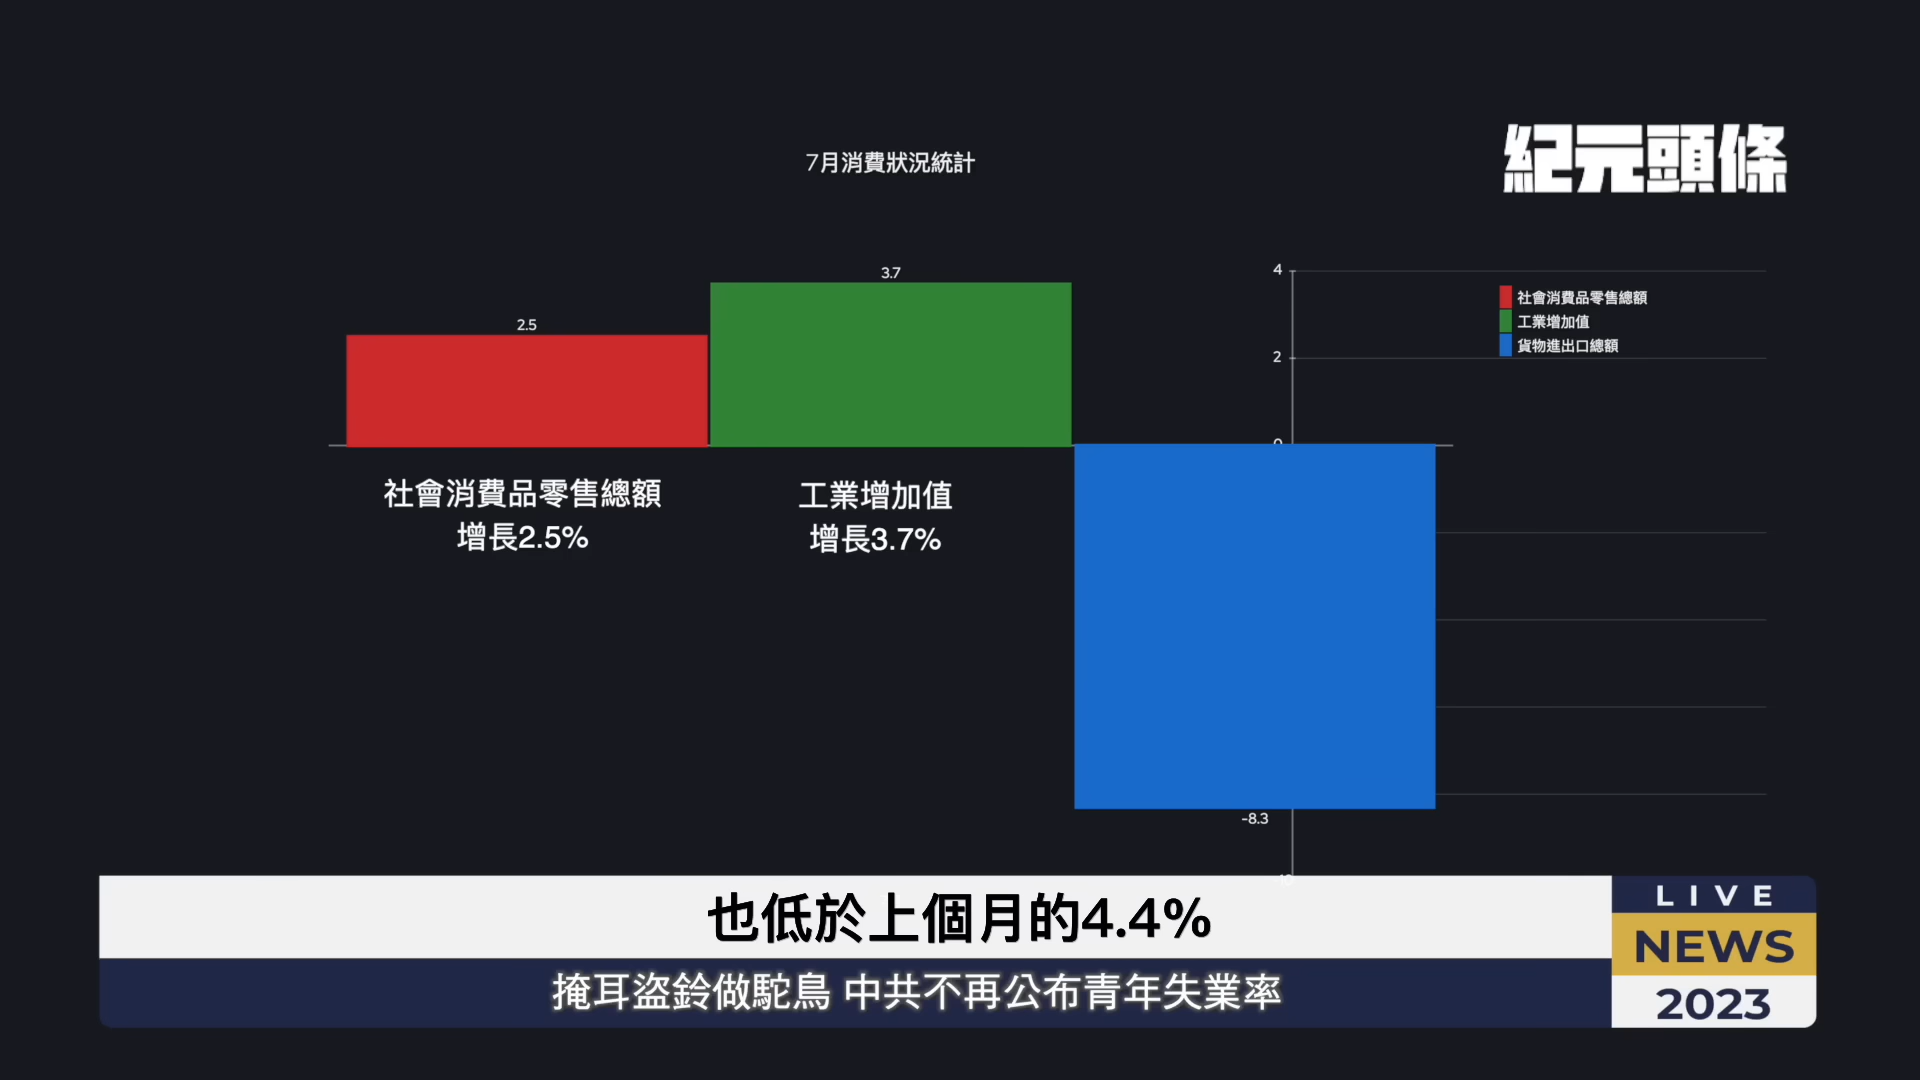 紀元頭條
7月消費狀況統計
2.5
3.7
4
2
0
-8.3
社會消費品零售總額
工業增加值
貨物進出口總額
社會消費品零售總額
增長2.5%
工業增加值
增長3.7%
也低於上個月的4.4%
掩耳盜鈴做駝鳥 中共不再公布青年失業率
LIVE
NEWS
2023